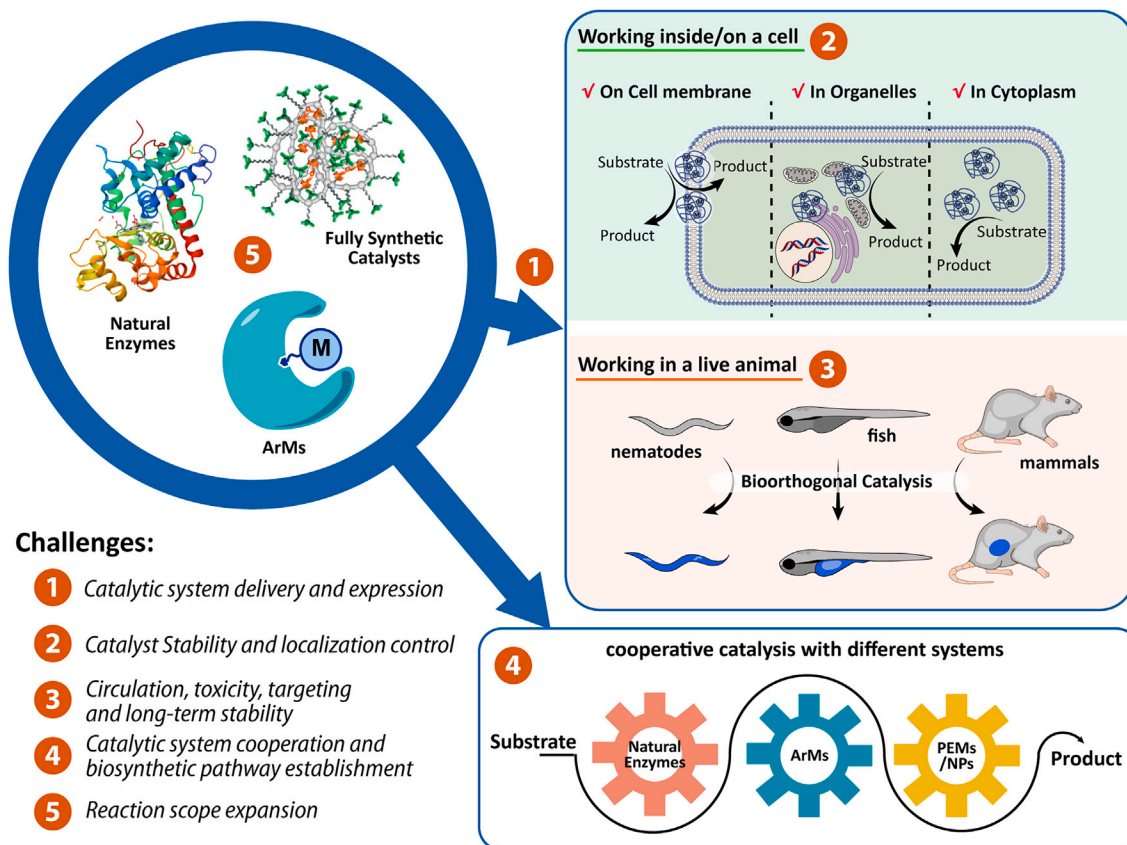 Natural
Enzymes
Fully Synthetic
Catalysts
5
M
ArMs
1
Working inside/on a cell
2
√ On Cell membrane
√ In Organelles
√ In Cytoplasm
Substrate
Product
Product
Substrate
Product
Substrate
Product
M
Working in a live animal
3
nematodes
fish
mammals
Bioorthogonal Catalysis
Challenges:
1 Catalytic system delivery and expression
2 Catalyst Stability and localization control
3 Circulation, toxicity, targeting
and long-term stability
4 Catalytic system cooperation and
biosynthetic pathway establishment
5 Reaction scope expansion
4
cooperative catalysis with different systems
Substrate
Natural
Enzymes
ArMs
PEMs
/NPs
Product